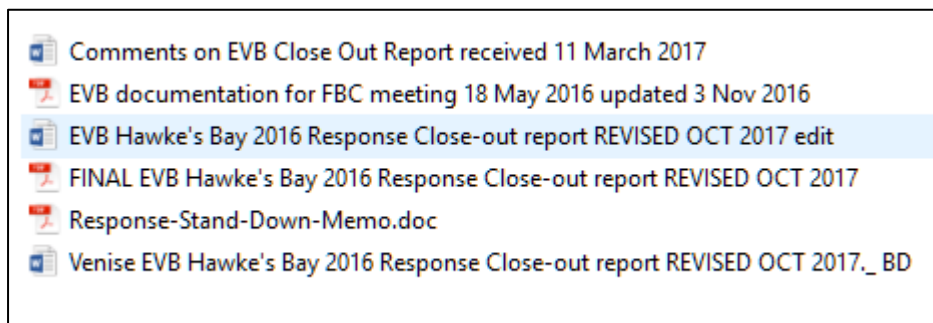 Comments on EVB Close Out Report received 11 March 2017
EVB documentation for FBC meeting 18 May 2016 updated 3 Nov 2016
EVB Hawke's Bay 2016 Response Close-out report REVISED OCT 2017 edit
FINAL EVB Hawke's Bay 2016 Response Close-out report REVISED OCT 2017
Response-Stand-Down-Memo.doc
Venise EVB Hawke's Bay 2016 Response Close-out report REVISED OCT 2017._ BD